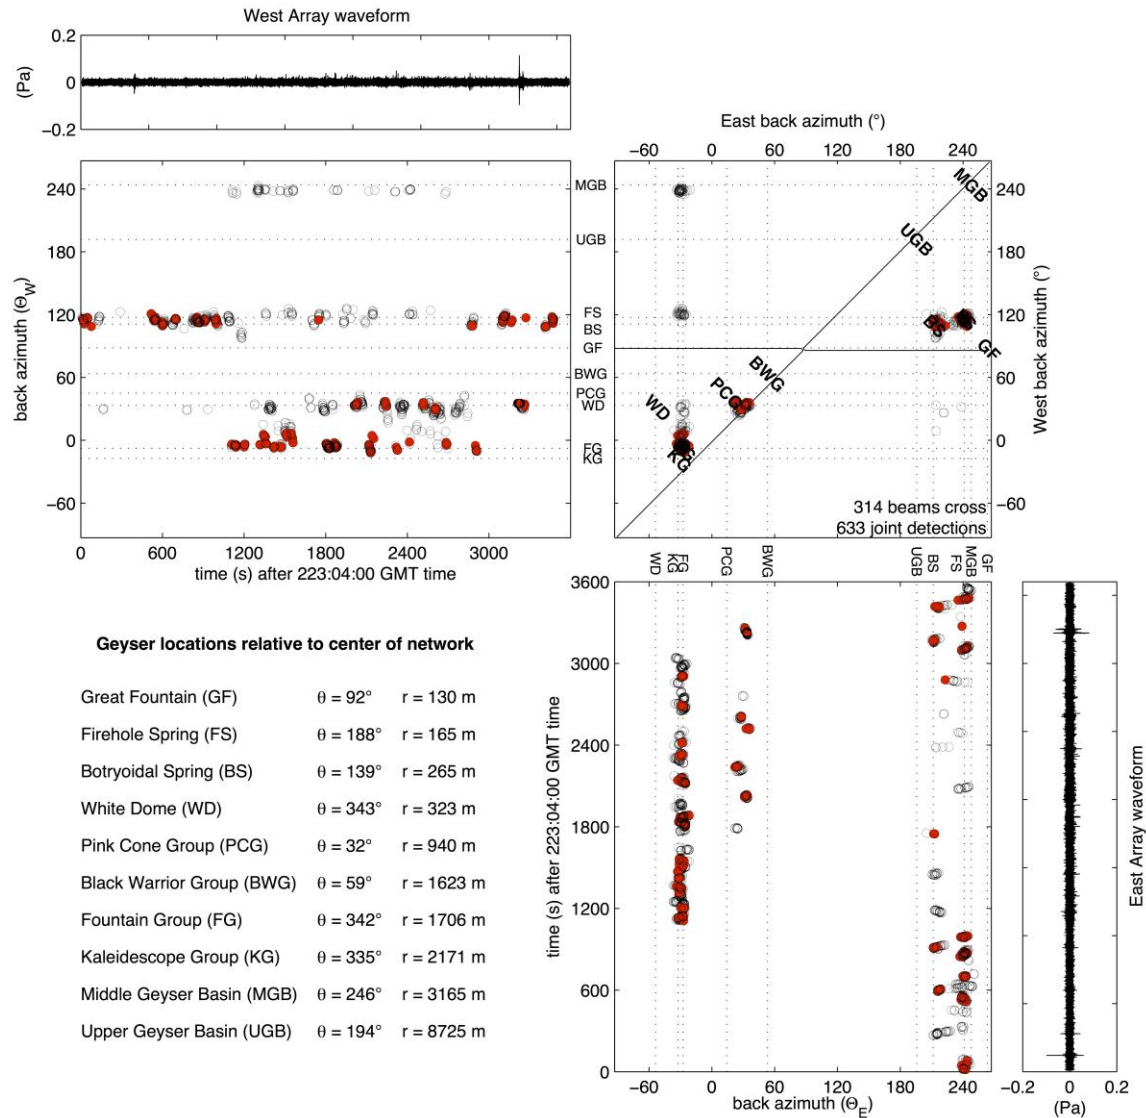 West Array waveform
0.2
0
−0.2
(Pa)
East back azimuth (°)
−60 0 60 120 180 240
240
180
120
60
0
−60
back azimuth (Θ_W)
MGB
UGB
FS
BS
GF
BWG
PCG
WD
FG
KG
0 600 1200 1800 2400 3000
time (s) after 223:04:00 GMT time
MGB
UGB
BS
GF
BWG
PCG
WD
KG
240
180
120
60
0
−60
West back azimuth (°)
314 beams cross
633 joint detections
WD KG FG PCG BWG UGB BS FS MGB GF
3600
3000
2400
1800
1200
600
0
time (s) after 223:04:00 GMT time
−60 0 60 120 180 240
back azimuth (Θ_E)
East Array waveform
−0.2 0 0.2
(Pa)
Geyser locations relative to center of network
Great Fountain (GF) θ = 92° r = 130 m
Firehole Spring (FS) θ = 188° r = 165 m
Botryoidal Spring (BS) θ = 139° r = 265 m
White Dome (WD) θ = 343° r = 323 m
Pink Cone Group (PCG) θ = 32° r = 940 m
Black Warrior Group (BWG) θ = 59° r = 1623 m
Fountain Group (FG) θ = 342° r = 1706 m
Kaleidescope Group (KG) θ = 335° r = 2171 m
Middle Geyser Basin (MGB) θ = 246° r = 3165 m
Upper Geyser Basin (UGB) θ = 194° r = 8725 m